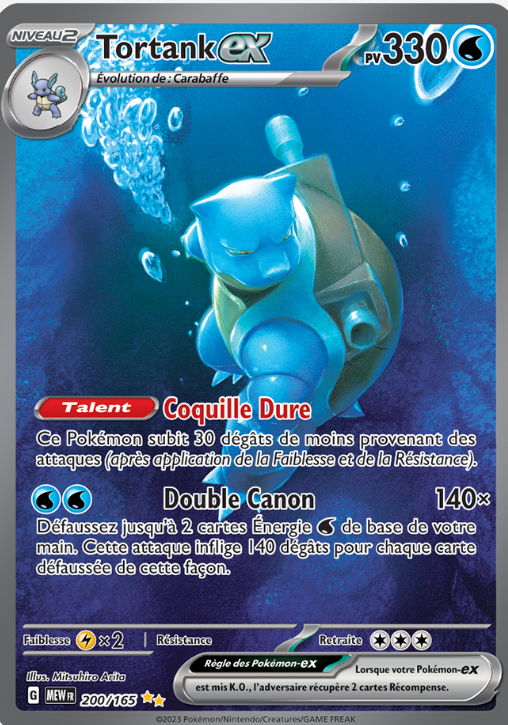 NIVEAU 2
Tortank ex
PV 330
Évolution de : Carabaffe
Talent Coquille Dure
Ce Pokémon subit 30 dégâts de moins provenant des
attaques (après application de la Faiblesse et de la Résistance).
Double Canon 140×
Défaussez jusqu'à 2 cartes Énergie de base de votre
main. Cette attaque inflige 140 dégâts pour chaque carte
défaussée de cette façon.
Faiblesse ×2 Résistance Retraite
Illus. Mitsuhiro Arita
Règle des Pokémon-ex Lorsque votre Pokémon-ex
est mis K.O., l'adversaire récupère 2 cartes Récompense.
G MEW FR 200/165
©2023 Pokémon/Nintendo/Creatures/GAME FREAK